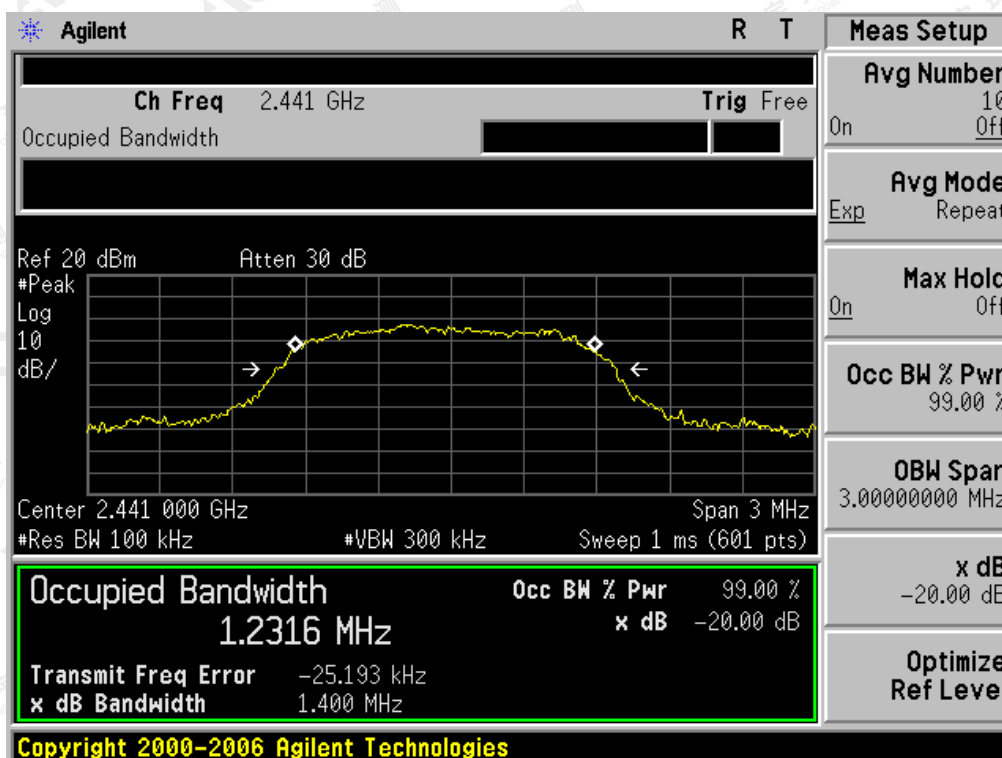 Agilent R T
Ch Freq 2.441 GHz Trig Free
Occupied Bandwidth
Ref 20 dBm Atten 30 dB
#Peak
Log
10
dB/
Center 2.441 000 GHz Span 3 MHz
#Res BW 100 kHz #VBW 300 kHz Sweep 1 ms (601 pts)
Occupied Bandwidth Occ BW % Pwr 99.00 %
1.2316 MHz x dB -20.00 dB
Transmit Freq Error -25.193 kHz
x dB Bandwidth 1.400 MHz
Copyright 2000-2006 Agilent Technologies
Meas Setup
Avg Number
10
On Off
Avg Mode
Exp Repeat
Max Hold
On Off
Occ BW % Pwr
99.00 %
OBW Span
3.00000000 MHz
x dB
-20.00 dB
Optimize
Ref Level